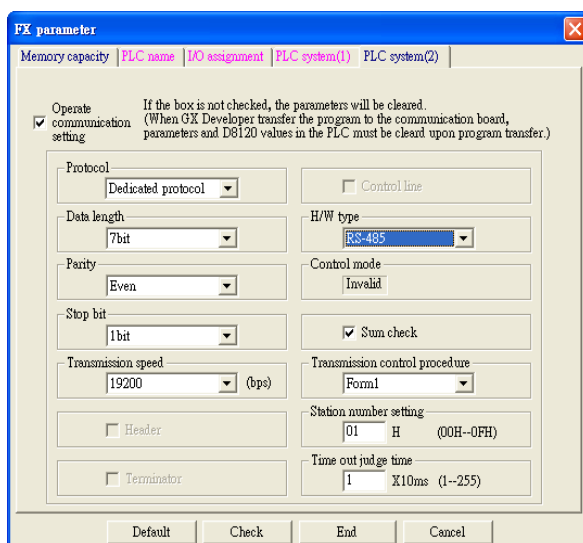 FX parameter
Memory capacity PLC name I/O assignment PLC system(1) PLC system(2)
Operate communication setting
If the box is not checked, the parameters will be cleared.
(When GX Developer transfer the program to the communication board,
parameters and D8120 values in the PLC must be cleard upon program transfer.)
Protocol
Dedicated protocol
Control line
Data length
7bit
H/W type
RS-485
Parity
Even
Control mode
Invalid
Stop bit
1bit
Sum check
Transmission speed
19200 (bps)
Transmission control procedure
Form1
Header
Station number setting
01 H (00H--0FH)
Terminator
Time out judge time
1 X10ms (1--255)
Default Check End Cancel